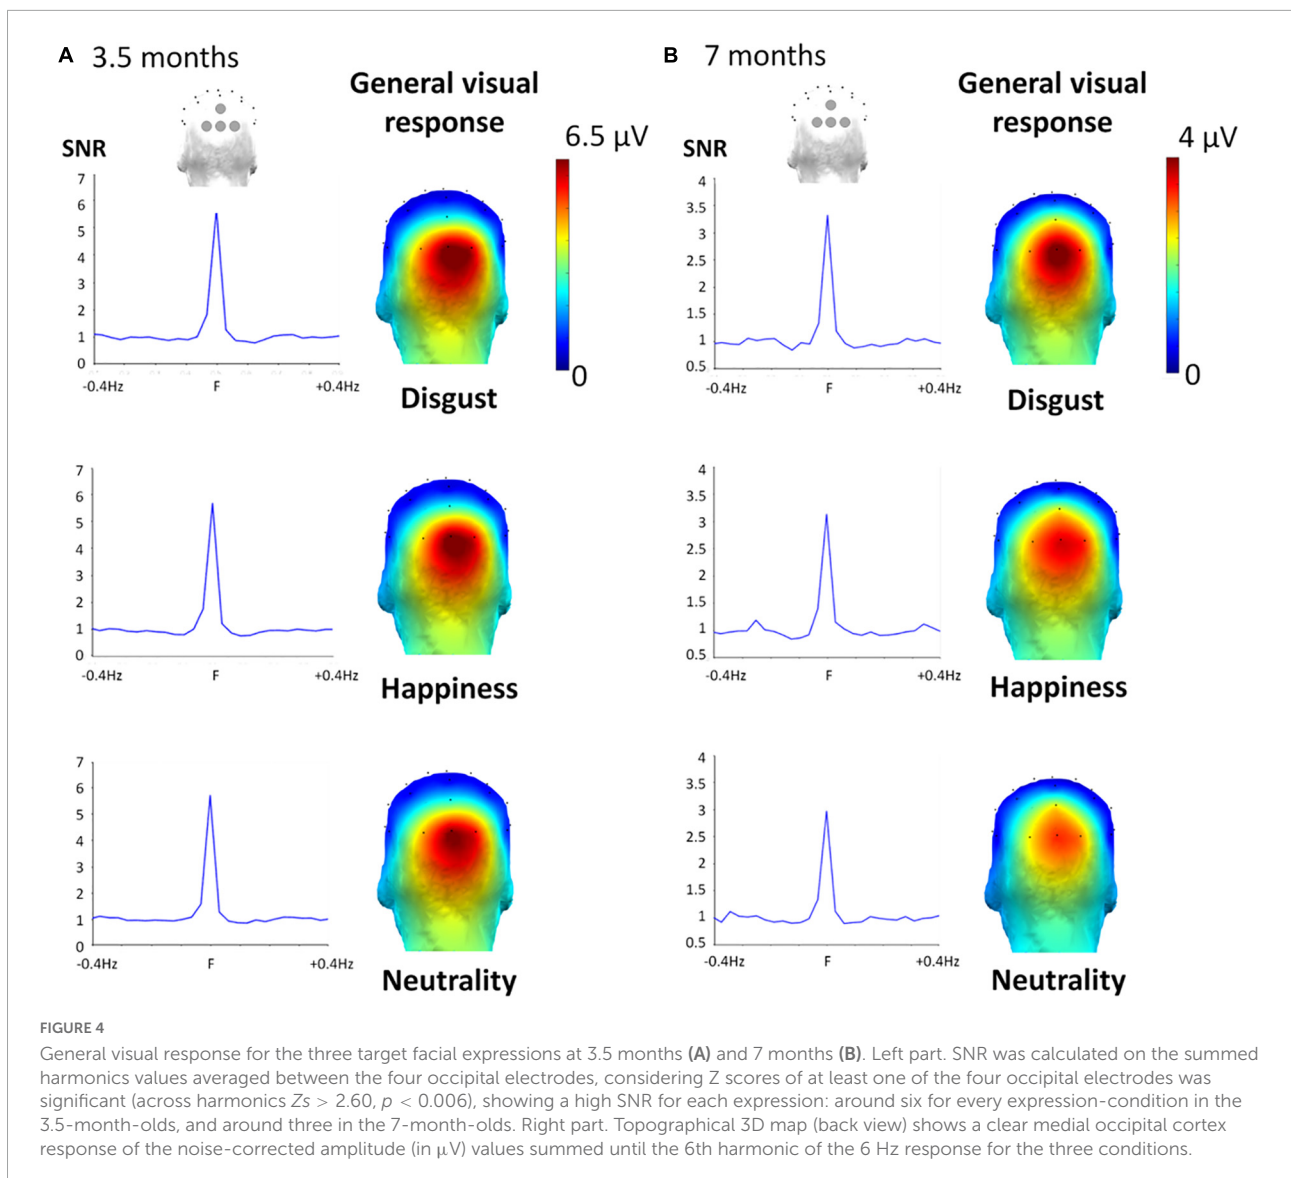 A 3.5 months
General visual
response
6.5 μV
0
SNR
7
6
5
4
3
2
1
0
-0.4Hz F +0.4Hz
Disgust
7
6
5
4
3
2
1
0
-0.4Hz F +0.4Hz
Happiness
7
6
5
4
3
2
1
0
-0.4Hz F +0.4Hz
Neutrality
B 7 months
General visual
response
4 μV
0
SNR
4
3.5
3
2.5
2
1.5
1
0.5
-0.4Hz F +0.4Hz
Disgust
4
3.5
3
2.5
2
1.5
1
0.5
-0.4Hz F +0.4Hz
Happiness
4
3.5
3
2.5
2
1.5
1
0.5
-0.4Hz F +0.4Hz
Neutrality
FIGURE 4
General visual response for the three target facial expressions at 3.5 months (A) and 7 months (B). Left part. SNR was calculated on the summed
harmonics values averaged between the four occipital electrodes, considering Z scores of at least one of the four occipital electrodes was
significant (across harmonics Zs > 2.60, p < 0.006), showing a high SNR for each expression: around six for every expression-condition in the
3.5-month-olds, and around three in the 7-month-olds. Right part. Topographical 3D map (back view) shows a clear medial occipital cortex
response of the noise-corrected amplitude (in μV) values summed until the 6th harmonic of the 6 Hz response for the three conditions.